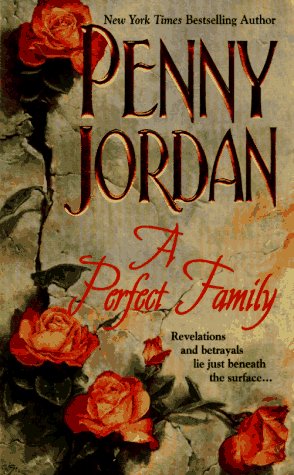 New York Times Bestselling Author
PENNY
JORDAN
A
Perfect Family
Revelations
and betrayals
lie just beneath
the surface...